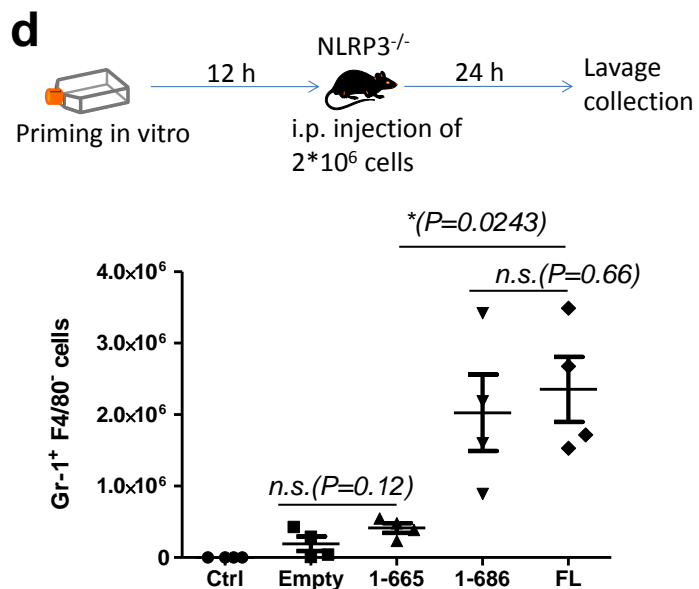 d
NLRP3-/-
12 h
24 h
Lavage
collection
Priming in vitro
i.p. injection of
2*10⁶ cells
*(P=0.0243)
n.s.(P=0.66)
n.s.(P=0.12)
Gr-1⁺ F4/80⁻ cells
4.0×10⁶
3.0×10⁶
2.0×10⁶
1.0×10⁶
0
Ctrl Empty 1-665 1-686 FL